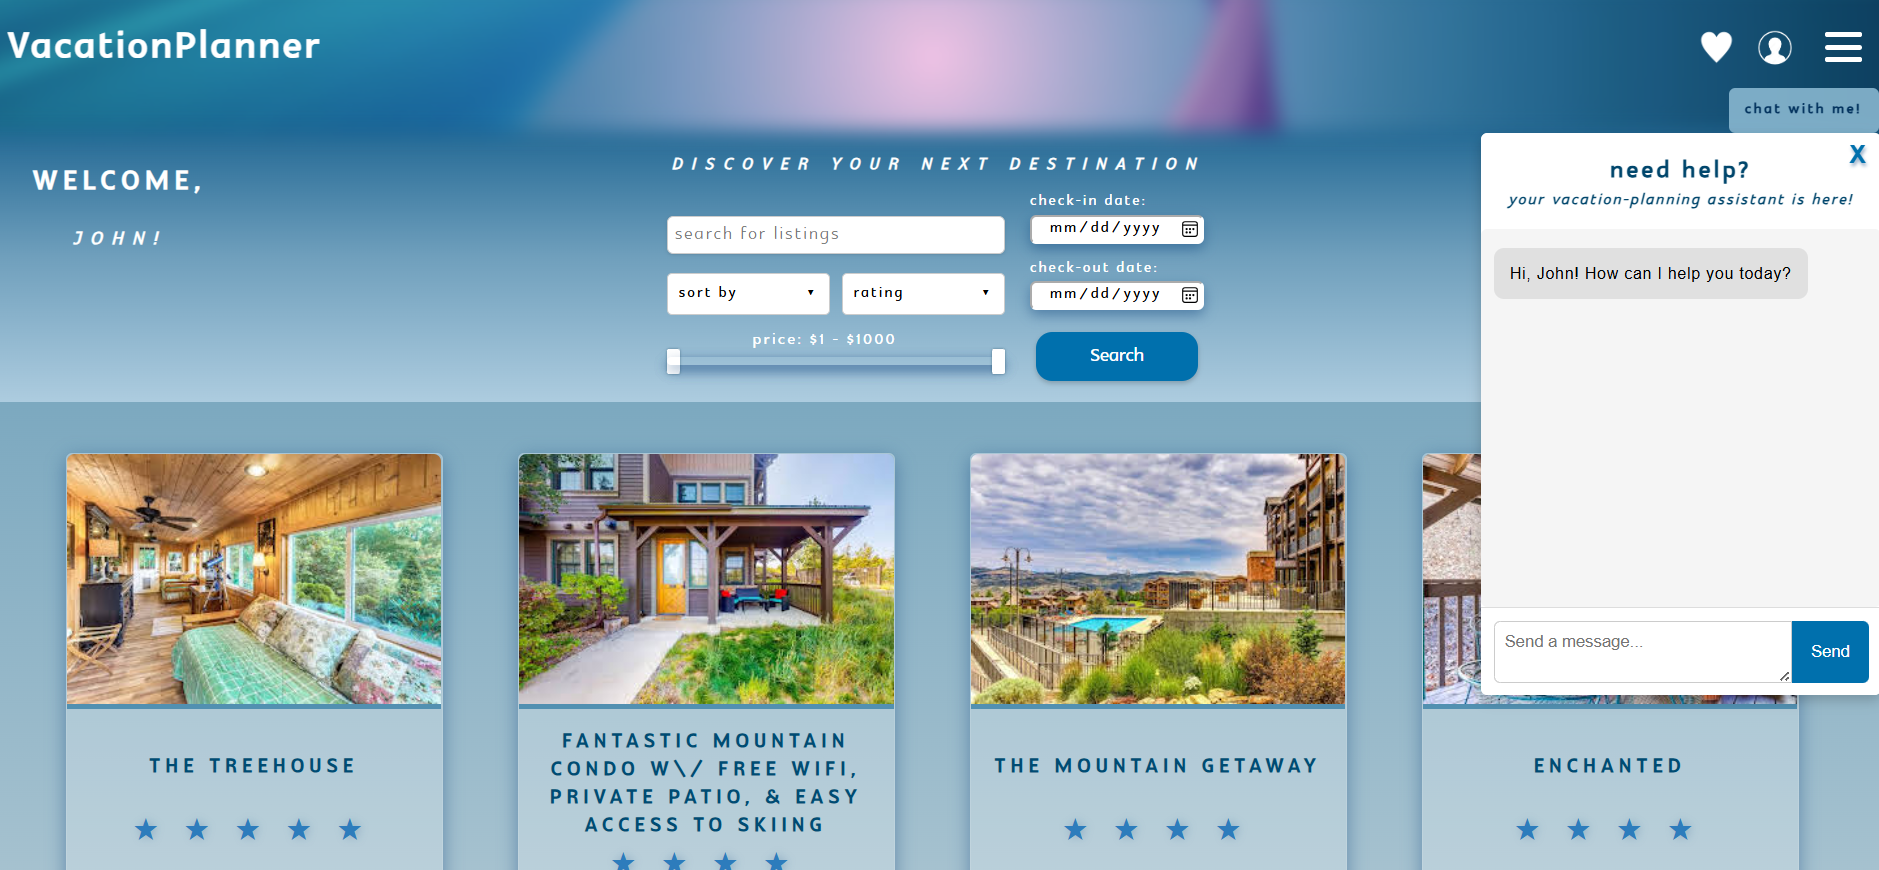 VacationPlanner
chat with me!
WELCOME,
JOHN!
DISCOVER YOUR NEXT DESTINATION
search for listings
sort by
rating
price: $1 - $1000
check-in date:
mm/dd/yyyy
check-out date:
mm/dd/yyyy
Search
X
need help?
your vacation-planning assistant is here!
Hi, John! How can I help you today?
Send a message...
Send
THE TREEHOUSE
FANTASTIC MOUNTAIN
CONDO W\/ FREE WIFI,
PRIVATE PATIO, & EASY
ACCESS TO SKIING
THE MOUNTAIN GETAWAY
ENCHANTED